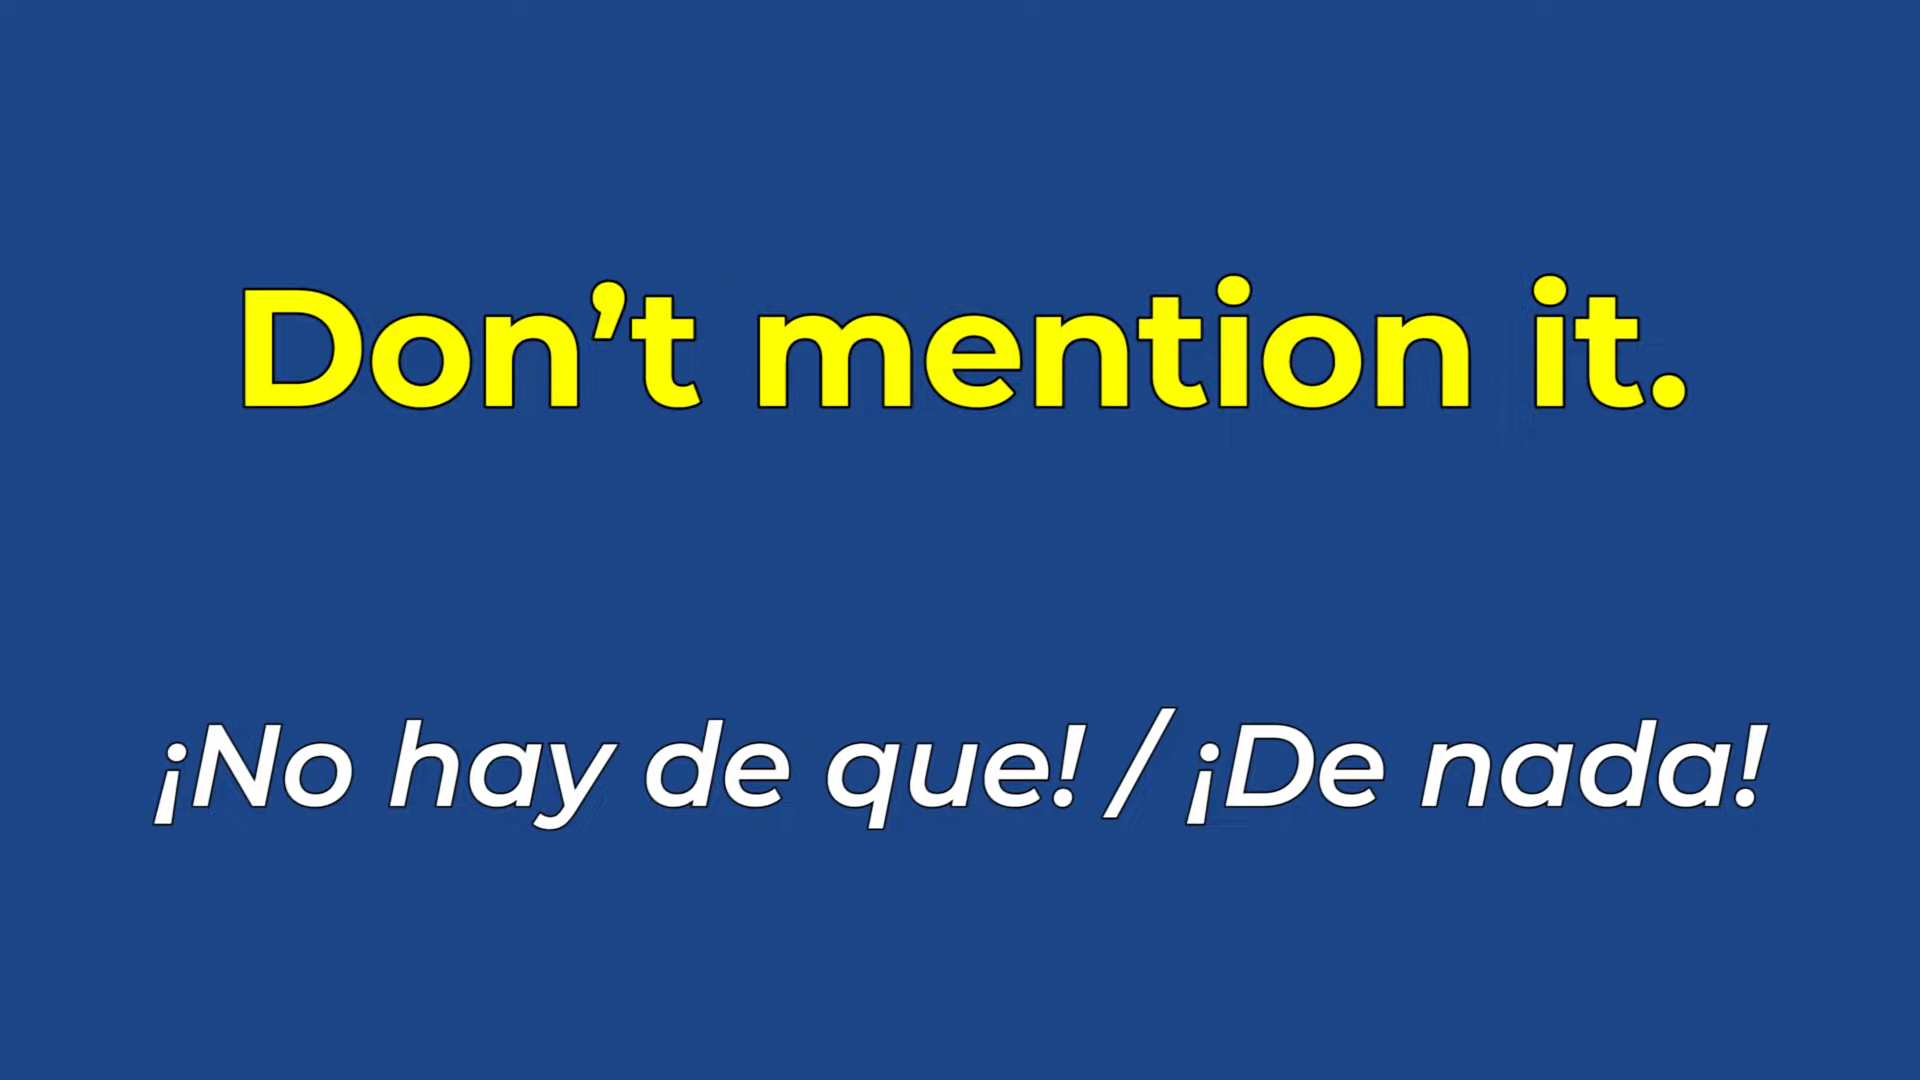 Don’t mention it.
¡No hay de que! / ¡De nada!